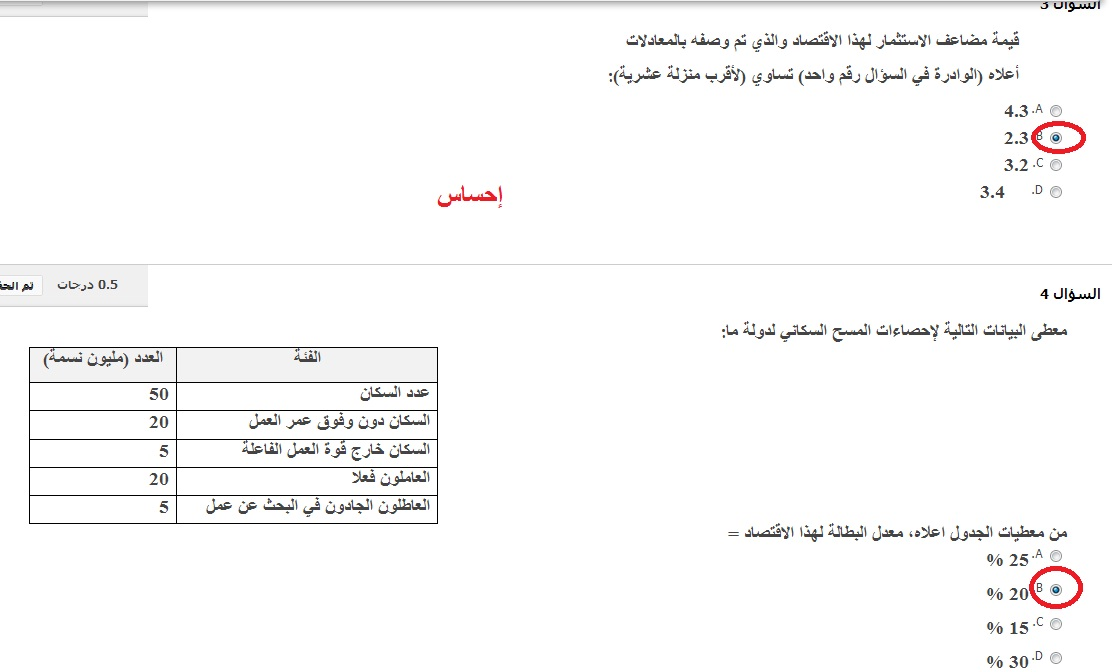 السؤال 3
قيمة مضاعف الاستثمار لهذا الاقتصاد والذي تم وصفه بالمعادلات
أعلاه (الوادرة في السؤال رقم واحد) تساوي (لأقرب منزلة عشرية):
A. 4.3
B 2.3
C. 3.2
D. 3.4
إحساس
السؤال 4
0.5 درجات
تم
معطى البيانات التالية لإحصاءات المسح السكاني لدولة ما:
الفئة العدد (مليون نسمة)
عدد السكان 50
السكان دون وفوق عمر العمل 20
السكان خارج قوة العمل الفاعلة 5
العاملون فعلا 20
العاطلون الجادون في البحث عن عمل 5
من معطيات الجدول اعلاه، معدل البطالة لهذا الاقتصاد =
A. 25 %
B 20 %
C. 15 %
D. 30 %